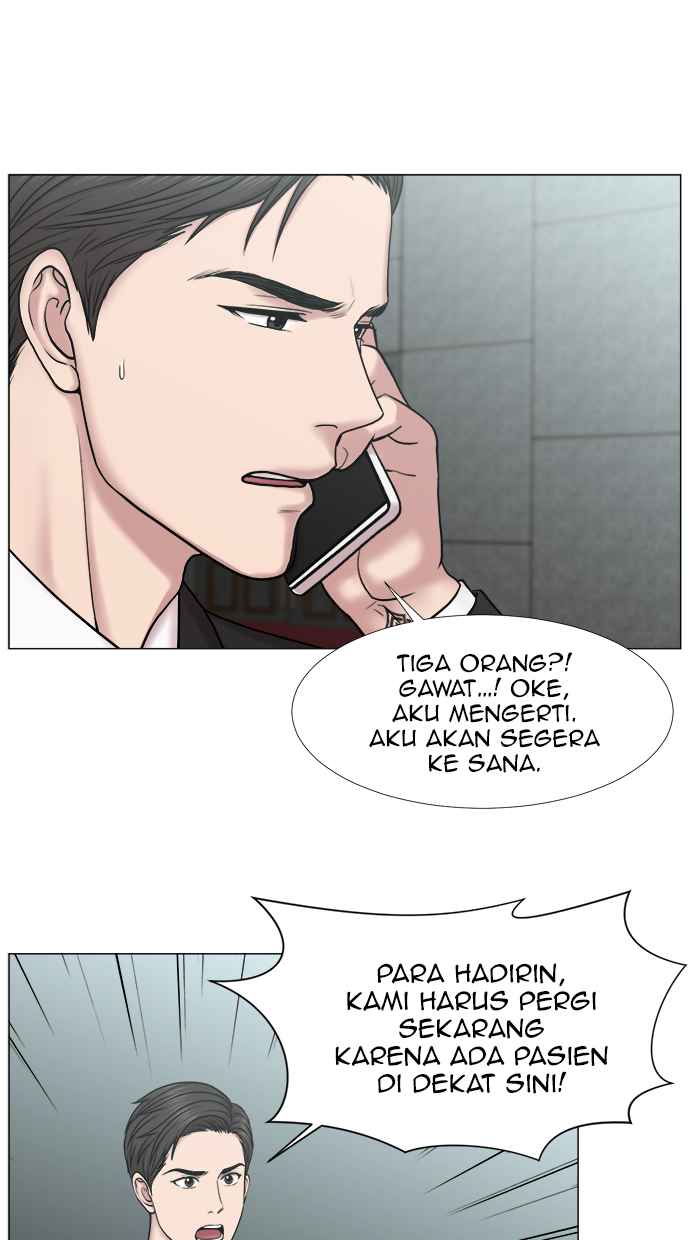 TIGA ORANG?!
GAWAT...! OKE,
AKU MENGERTI.
AKU AKAN SEGERA
KE SANA.
PARA HADIRIN,
KAMI HARUS PERGI
SEKARANG
KARENA ADA PASIEN
DI DEKAT SINI!